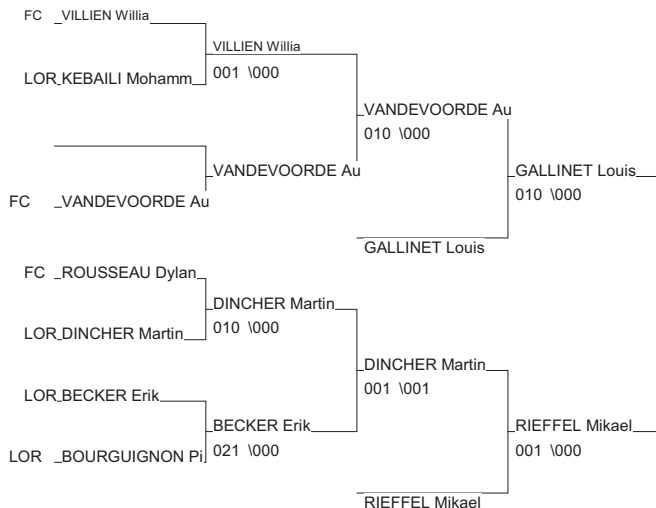 FC VILLIEN Willia
VILLIEN Willia
001 \000
LOR KEBAILI Mohamm
VANDEVOORDE Au
010 \000
VANDEVOORDE Au
GALLINET Louis
010 \000
FC VANDEVOORDE Au
GALLINET Louis
FC ROUSSEAU Dylan
DINCHER Martin
010 \000
LOR DINCHER Martin
DINCHER Martin
001 \001
LOR BECKER Erik
BECKER Erik
021 \000
RIEFFEL Mikael
001 \000
LOR BOURGUIGNON Pi
RIEFFEL Mikael